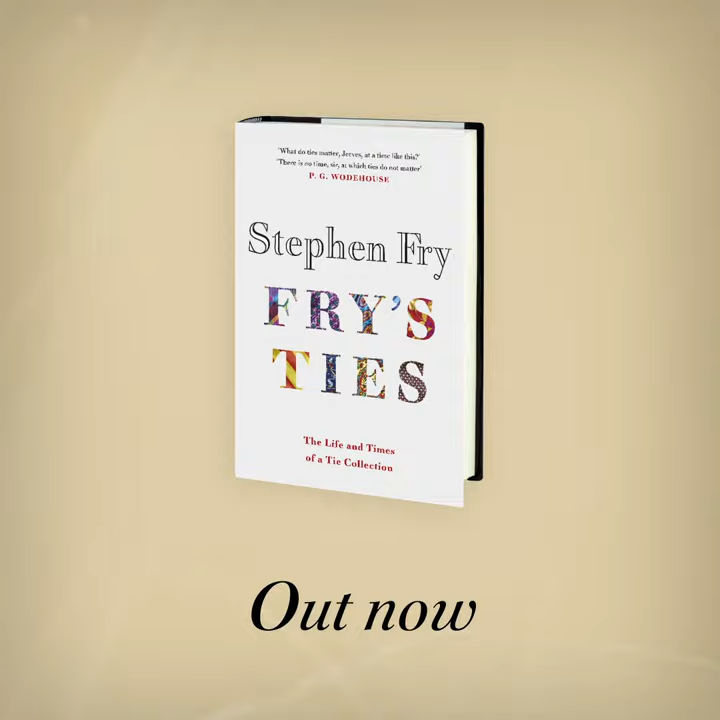 'What do ties matter, Jeeves, at a time like this?'
'There is no time, sir, at which ties do not matter'
P. G. WODEHOUSE
Stephen Fry
FRY'S
TIES
The Life and Times
of a Tie Collection
Out now